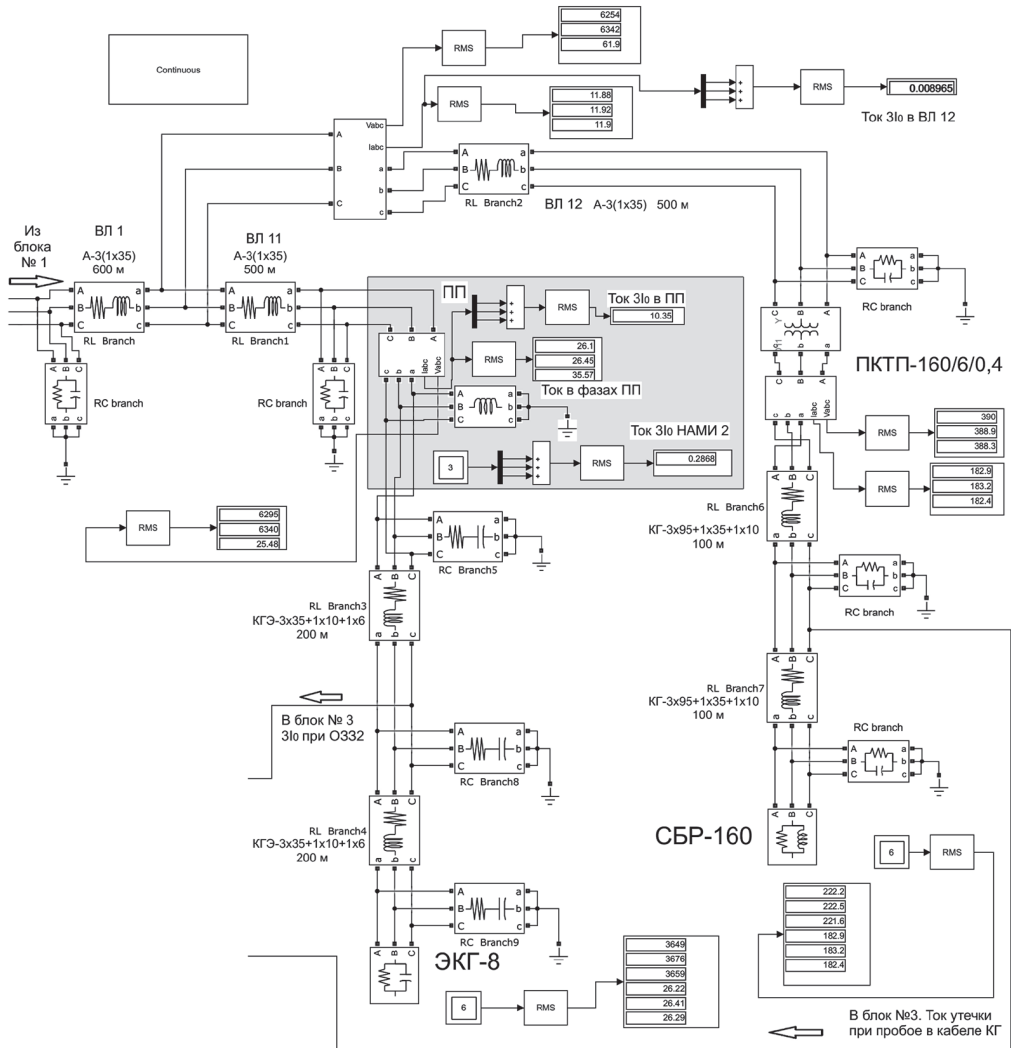 Continuous
RMS
6254
6342
61.9
RMS
11.88
11.92
11.9
RMS
0.008965
Ток 3I₀ в ВЛ 12
Vabc
Iabc
A
B
C
a
b
c
A
B
C
a
b
c
RL Branch2
ВЛ 12 А-3(1х35) 500 м
Из
блока
№ 1
ВЛ 1
А-3(1х35)
600 м
A
B
C
a
b
c
RL Branch
ВЛ 11
А-3(1х35)
500 м
A
B
C
a
b
c
RL Branch1
A B C
a b c
RC branch
A B C
a b c
RC branch
ПП
RMS
Ток 3I₀ в ПП
10.35
C B A
c b a Iabc Vabc
RMS
26.1
26.45
35.57
Ток в фазах ПП
A
B
C
a
b
c
3
RMS
Ток 3I₀ НАМИ 2
0.2868
A
B
C
a
b
c
RC branch
C B A
Y
b a
ПКТП-160/6/0,4
C B A
c b a Iabc Vabc
RMS
390
388.9
388.3
RMS
182.9
183.2
182.4
RMS
6295
6340
25.48
A
B
C
a
b
c
RC Branch5
A B C
a b c
RL Branch3
КГЭ-3х35+1х10+1х6
200 м
A B C
a b c
RL Branch6
КГ-3х95+1х35+1х10
100 м
A
B
C
a
b
c
RC branch
В блок № 3
3I₀ при ОЗЗ2
A
B
C
a
b
c
RC Branch8
A B C
a b c
RL Branch7
КГ-3х95+1х35+1х10
100 м
A
B
C
a
b
c
RC branch
A B C
a b c
RL Branch4
КГЭ-3х35+1х10+1х6
200 м
A B C
СБР-160
6
RMS
222.2
222.5
221.6
182.9
183.2
182.4
A
B
C
a
b
c
RC Branch9
A B C
ЭКГ-8
6
RMS
3649
3676
3659
26.22
26.41
26.29
В блок №3. Ток утечки
при пробое в кабеле КГ